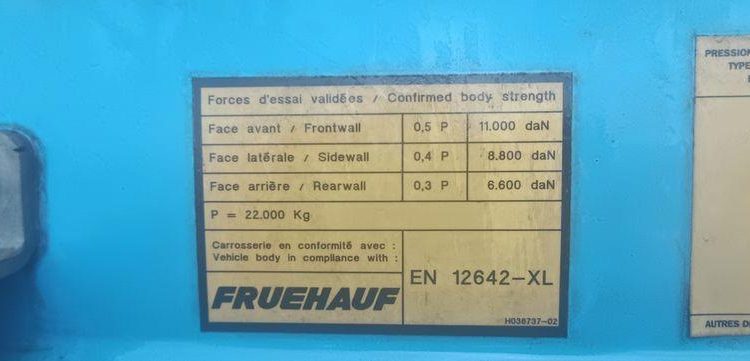 Forces d'essai validées / Confirmed body strength
Face avant / Frontwall 0,5 P 11.000 daN
Face latérale / Sidewall 0,4 P 8.800 daN
Face arrière / Rearwall 0,3 P 6.600 daN
P = 22.000 Kg
Carrosserie en conformité avec :
Vehicle body in compliance with :
EN 12642-XL
FRUEHAUF
H036737-02
PRESSION
TYPE
AUTRES D